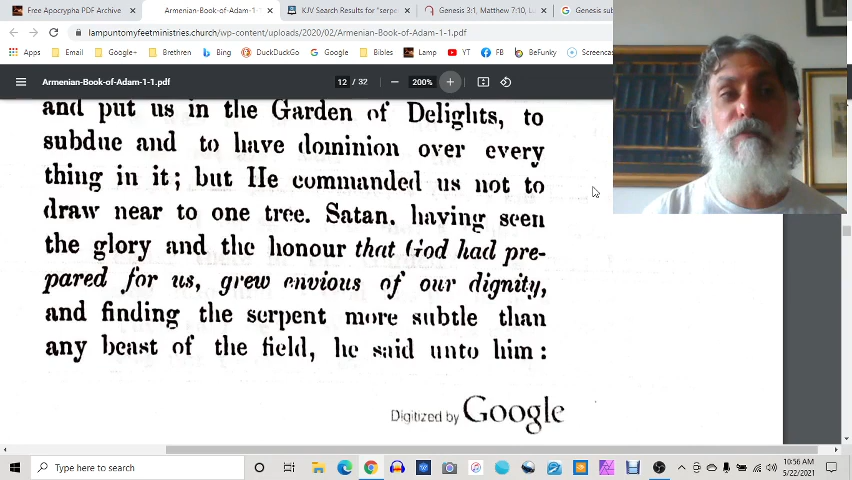 Free Apocrypha PDF Archive
Armenian-Book-of-Adam-1-1.pdf
KJV Search Results for "serpe
Genesis 3:1, Matthew 7:10, L
Genesis sub
lampuntomyfeetministries.church/wp-content/uploads/2020/02/Armenian-Book-of-Adam-1-1.pdf
Apps
Email
Google+
Brethren
Bing
DuckDuckGo
Google
Bibles
Lamp
YT
FB
BeFunky
Screencas
Armenian-Book-of-Adam-1-1.pdf
12 / 32
200%
and put us in the Garden of Delights, to
subdue and to have dominion over every
thing in it; but He commanded us not to
draw near to one tree. Satan, having seen
the glory and the honour that God had pre-
pared for us, grew envious of our dignity,
and finding the serpent more subtle than
any beast of the field, he said unto him:
Digitized by Google
Type here to search
10:56 AM
5/22/2021